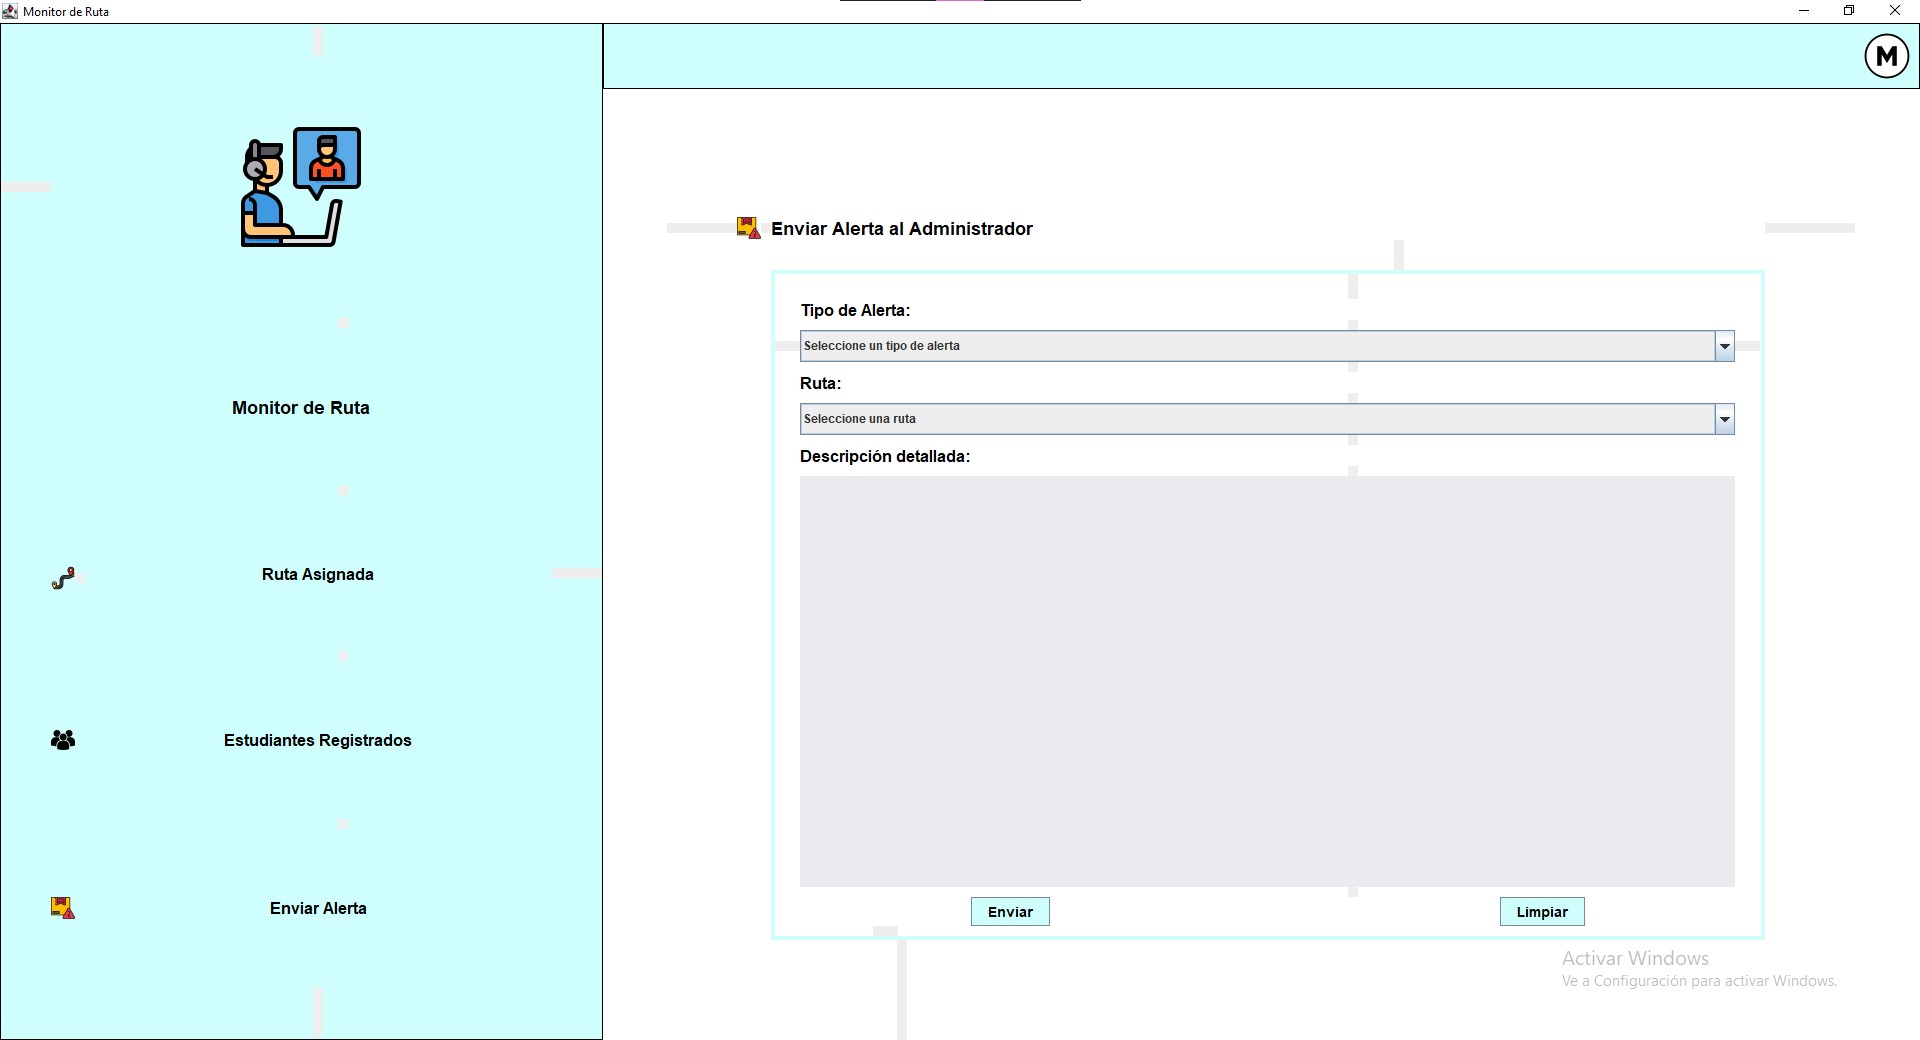 Monitor de Ruta
M
Monitor de Ruta
Ruta Asignada
Estudiantes Registrados
Enviar Alerta
Enviar Alerta al Administrador
Tipo de Alerta:
Seleccione un tipo de alerta
Ruta:
Seleccione una ruta
Descripción detallada:
Enviar
Limpiar
Activar Windows
Ve a Configuración para activar Windows.